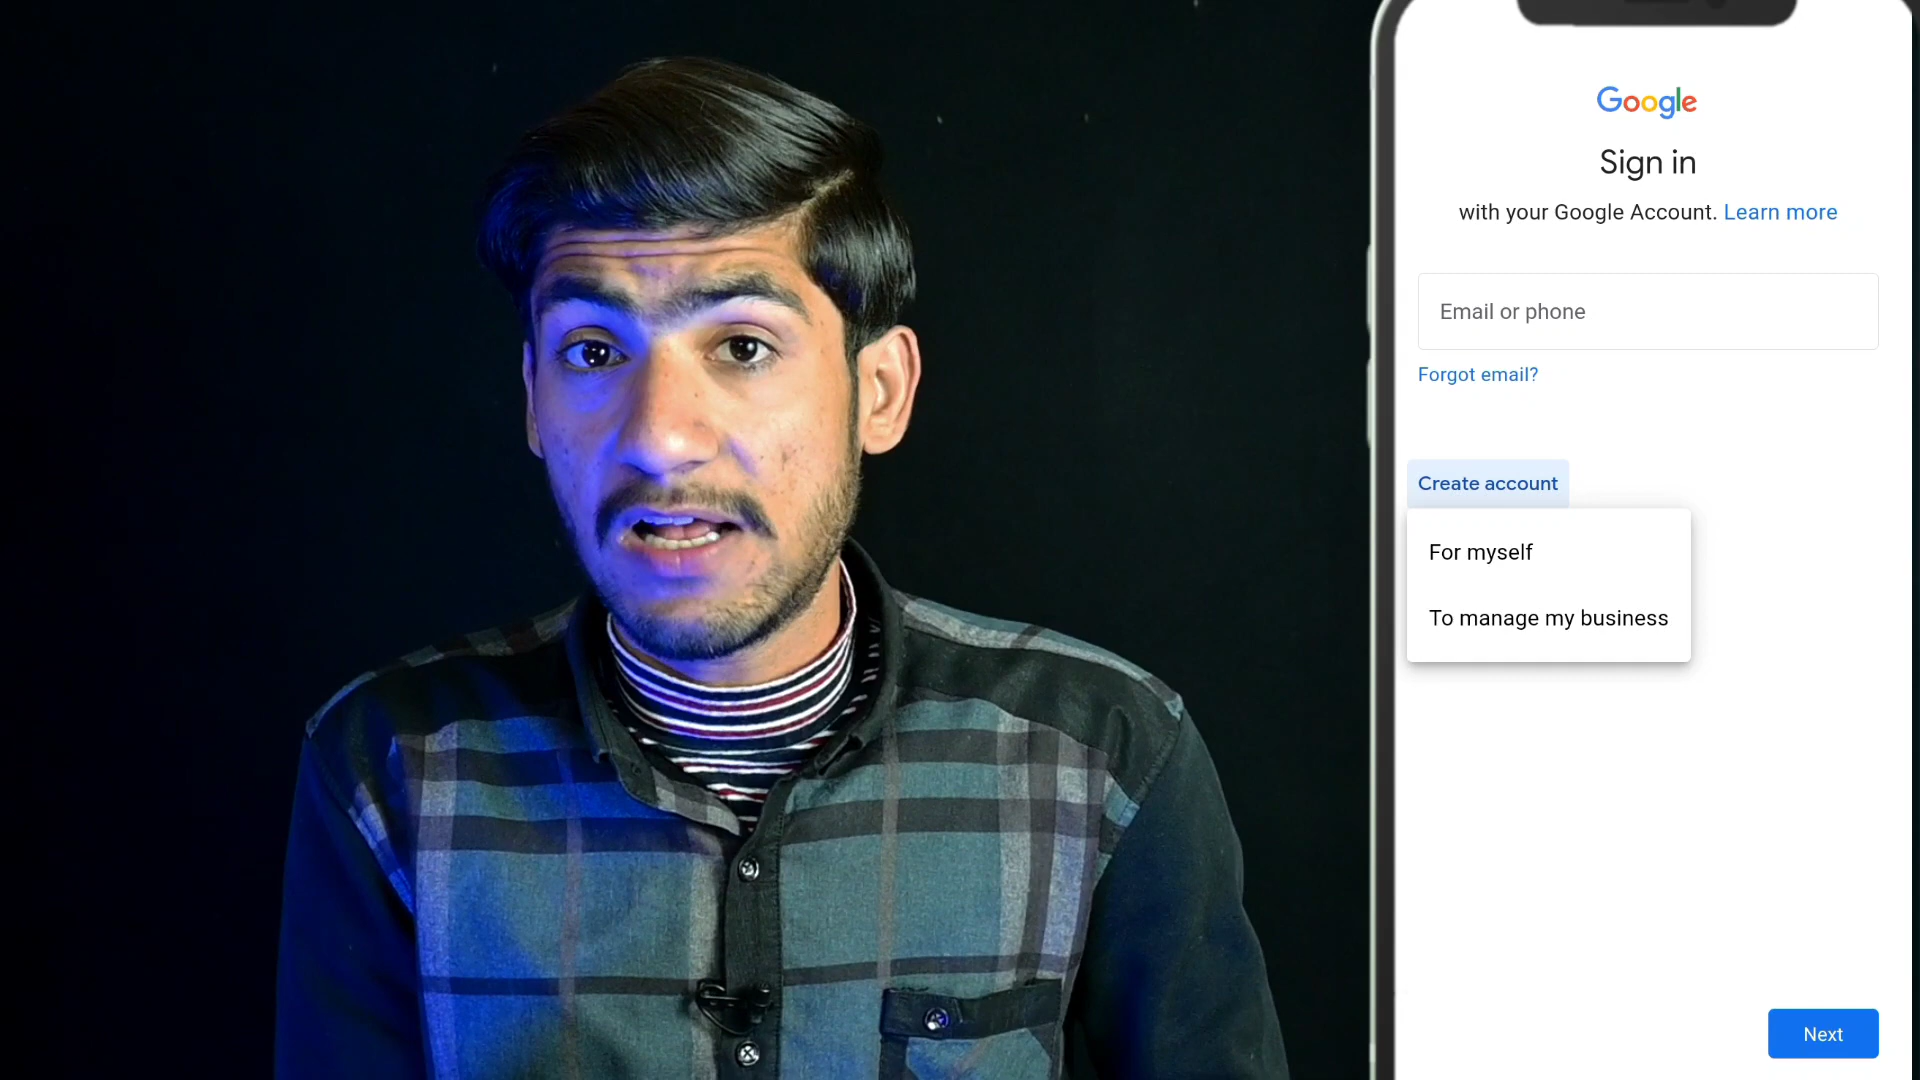 Google
Sign in
with your Google Account. Learn more
Email or phone
Forgot email?
Create account
For myself
To manage my business
Next